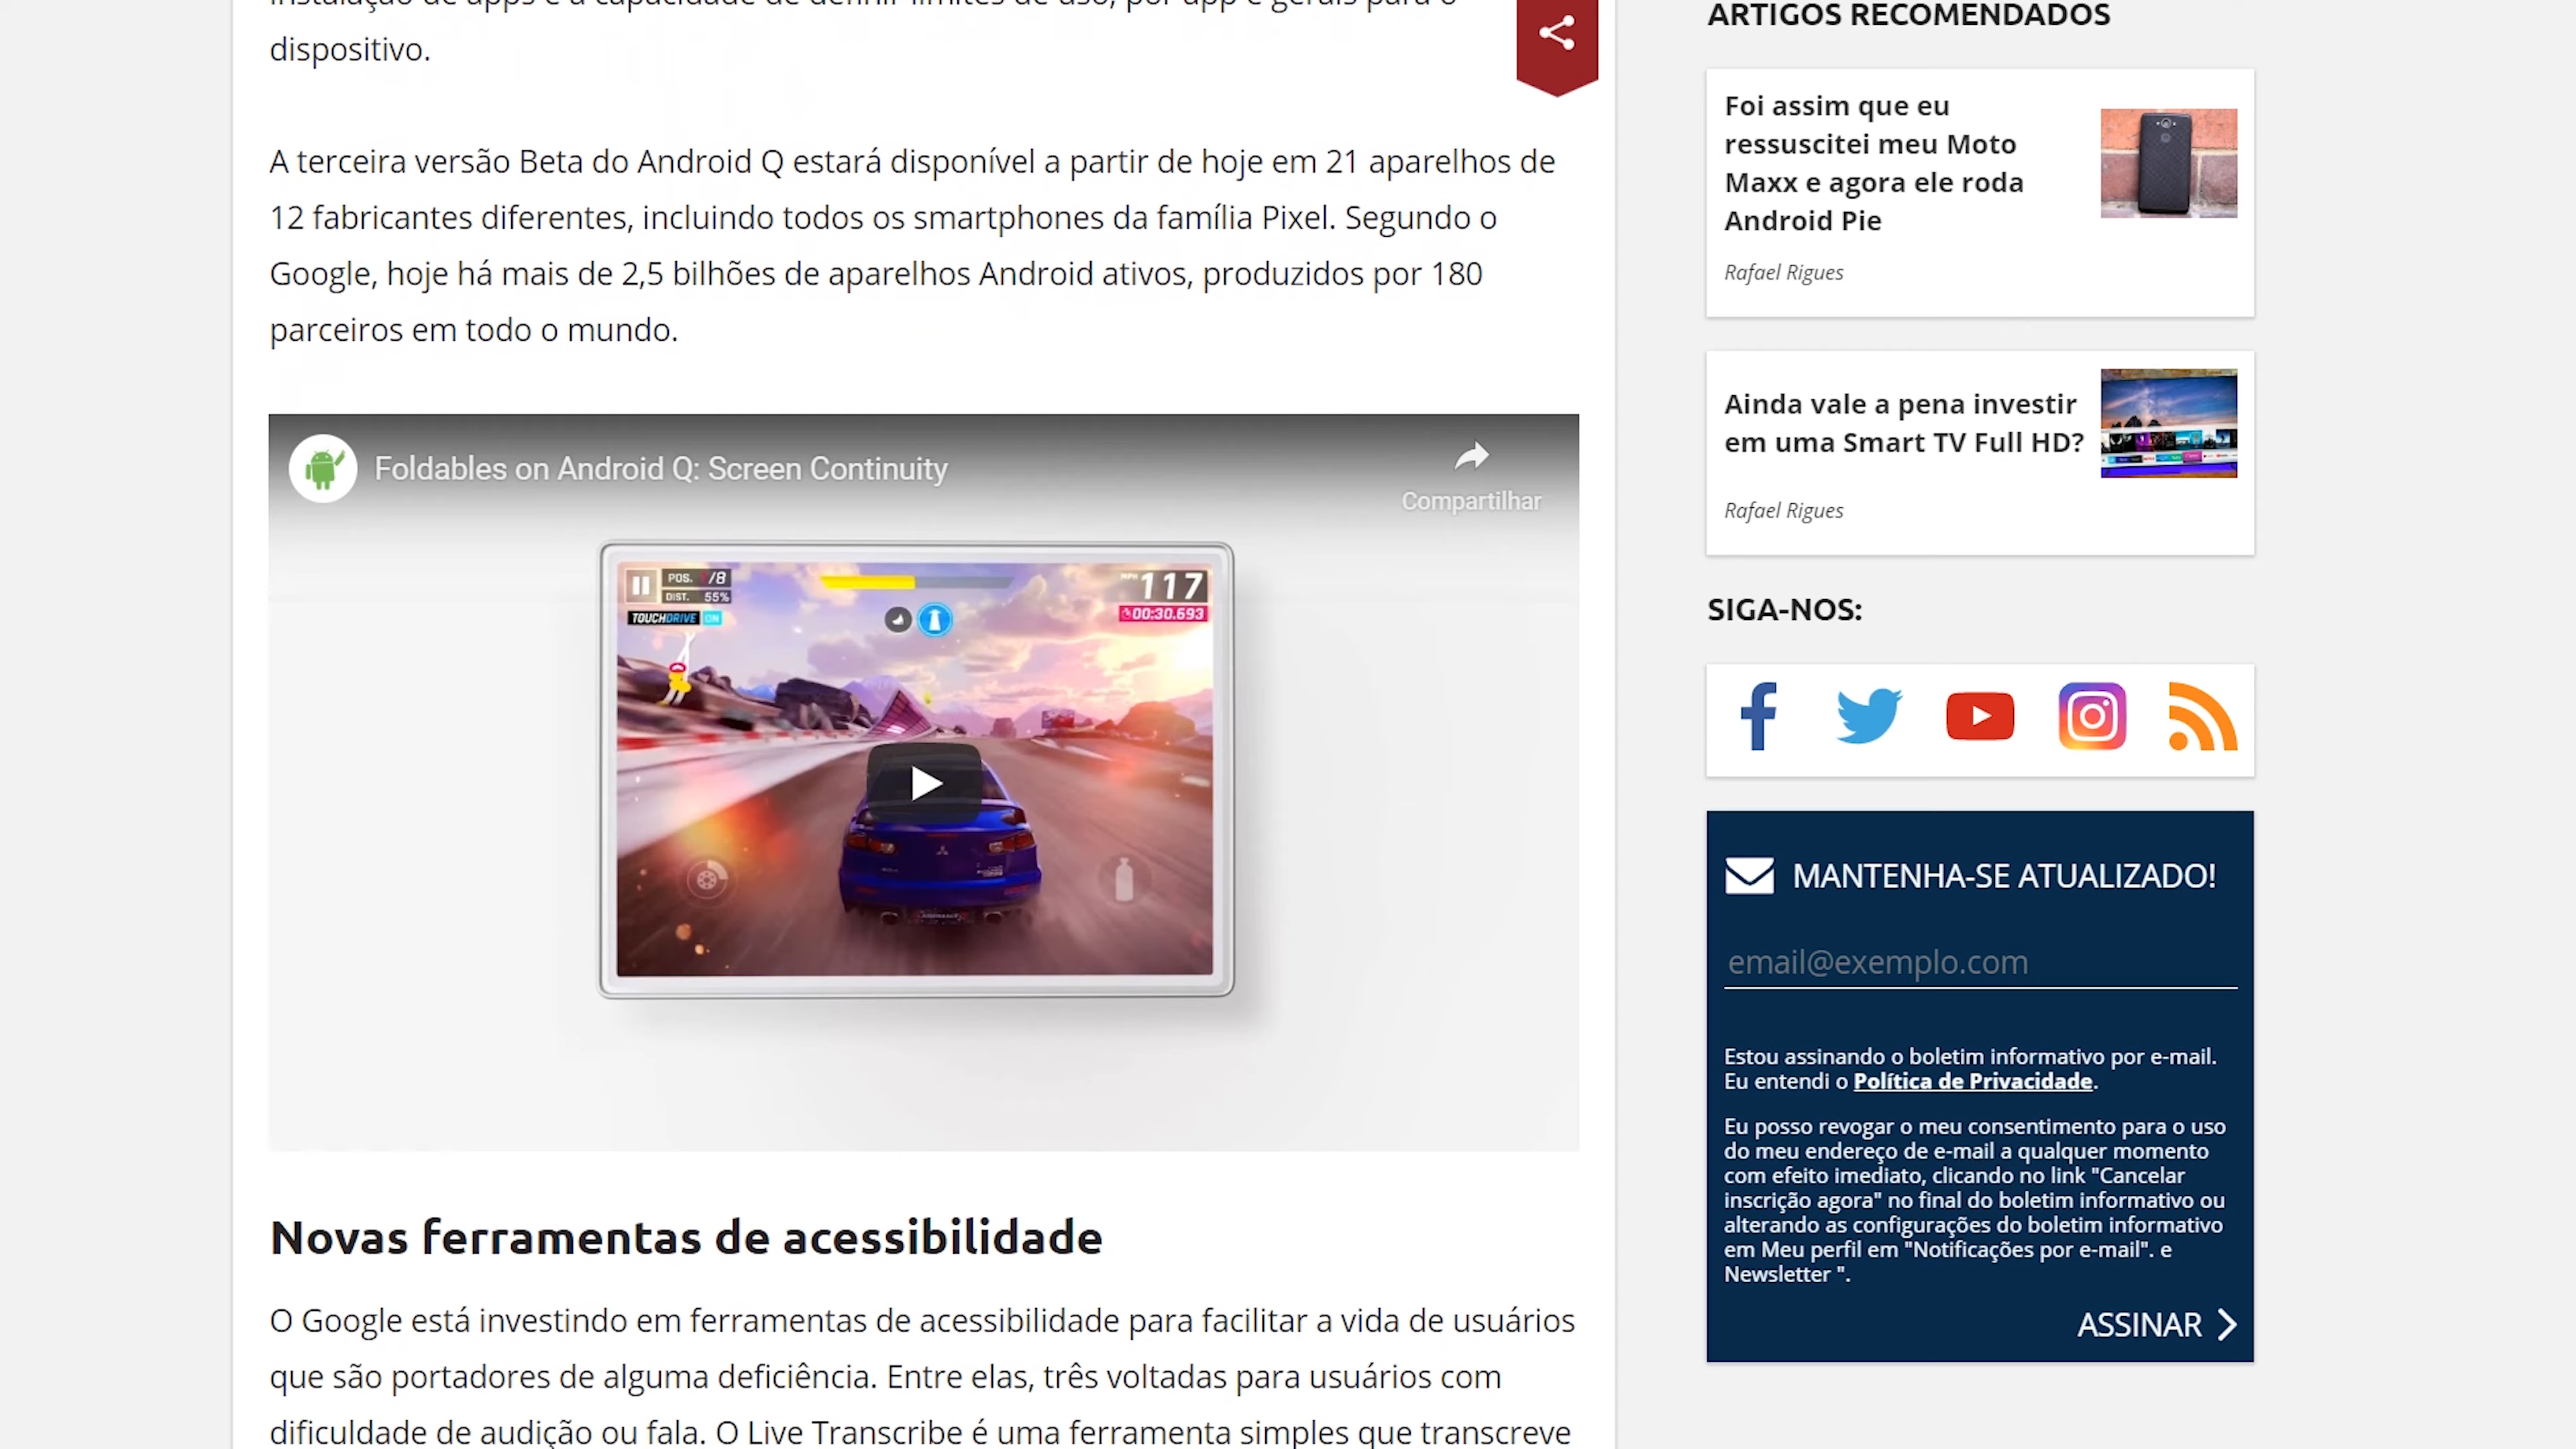 dispositivo.
A terceira versão Beta do Android Q estará disponível a partir de hoje em 21 aparelhos de
12 fabricantes diferentes, incluindo todos os smartphones da família Pixel. Segundo o
Google, hoje há mais de 2,5 bilhões de aparelhos Android ativos, produzidos por 180
parceiros em todo o mundo.
Foldables on Android Q: Screen Continuity
Compartilhar
POS. /8
DIST. 55%
TOUCHDRIVE ON
MPH 117
00:30.693
Novas ferramentas de acessibilidade
O Google está investindo em ferramentas de acessibilidade para facilitar a vida de usuários
que são portadores de alguma deficiência. Entre elas, três voltadas para usuários com
dificuldade de audição ou fala. O Live Transcribe é uma ferramenta simples que transcreve
ARTIGOS RECOMENDADOS
Foi assim que eu
ressuscitei meu Moto
Maxx e agora ele roda
Android Pie
Rafael Rigues
Ainda vale a pena investir
em uma Smart TV Full HD?
Rafael Rigues
SIGA-NOS:
MANTENHA-SE ATUALIZADO!
email@exemplo.com
Estou assinando o boletim informativo por e-mail.
Eu entendi o Política de Privacidade.
Eu posso revogar o meu consentimento para o uso
do meu endereço de e-mail a qualquer momento
com efeito imediato, clicando no link "Cancelar
inscrição agora" no final do boletim informativo ou
alterando as configurações do boletim informativo
em Meu perfil em "Notificações por e-mail". e
Newsletter ".
ASSINAR